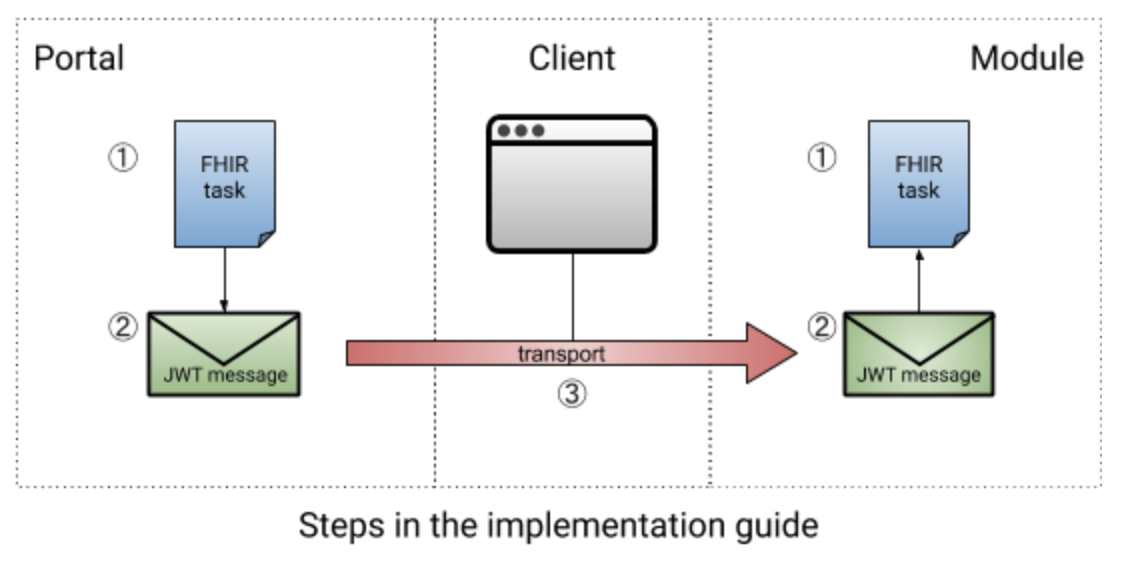 Portal
Client
Module
①
FHIR
task
①
FHIR
task
②
JWT message
transport
③
②
JWT message
Steps in the implementation guide